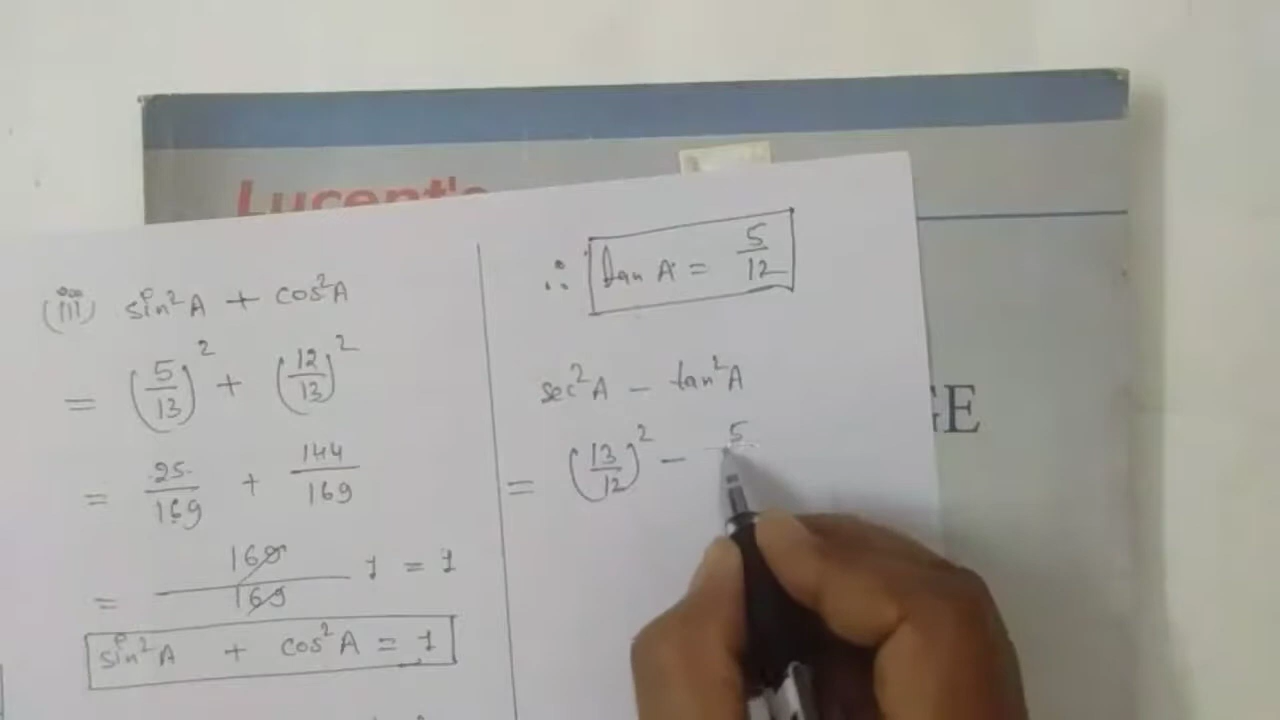 Lucent's
GE
(iii) sin²A + cos²A
= (5/13)² + (12/13)²
= 25/169 + 144/169
= 169/169 1 = 1
sin²A + cos²A = 1
∴ tan A = 5/12
sec²A - tan²A
= (13/12)² - 5